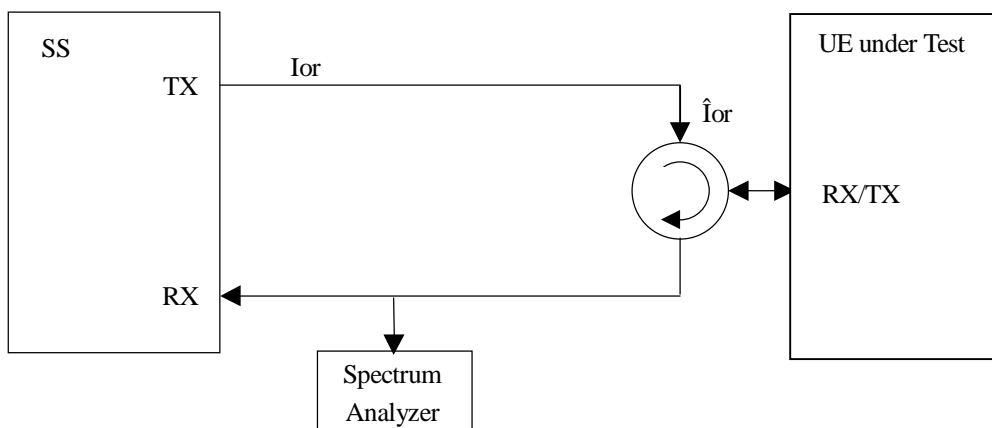 SS
UE under Test
TX
Ior
Îor
RX/TX
RX
Spectrum
Analyzer